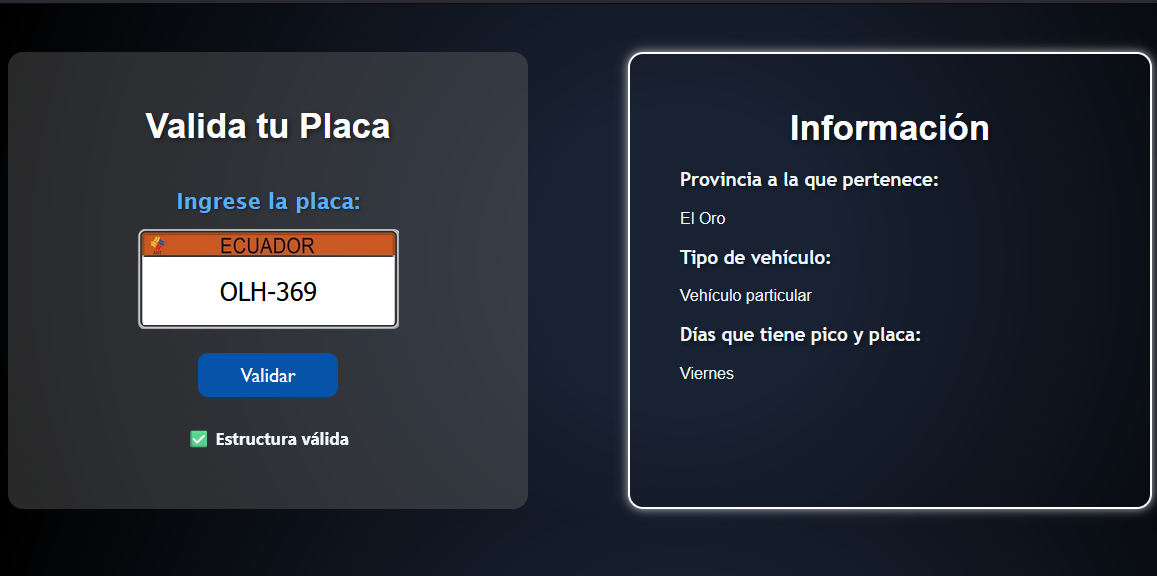 Valida tu Placa
Ingrese la placa:
ECUADOR
OLH-369
Validar
Estructura válida
Información
Provincia a la que pertenece:
El Oro
Tipo de vehículo:
Vehículo particular
Días que tiene pico y placa:
Viernes